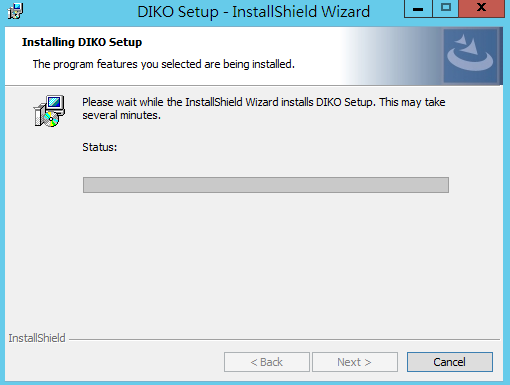 DIKO Setup - InstallShield Wizard
Installing DIKO Setup
The program features you selected are being installed.
Please wait while the InstallShield Wizard installs DIKO Setup. This may take
several minutes.
Status:
InstallShield
< Back
Next >
Cancel